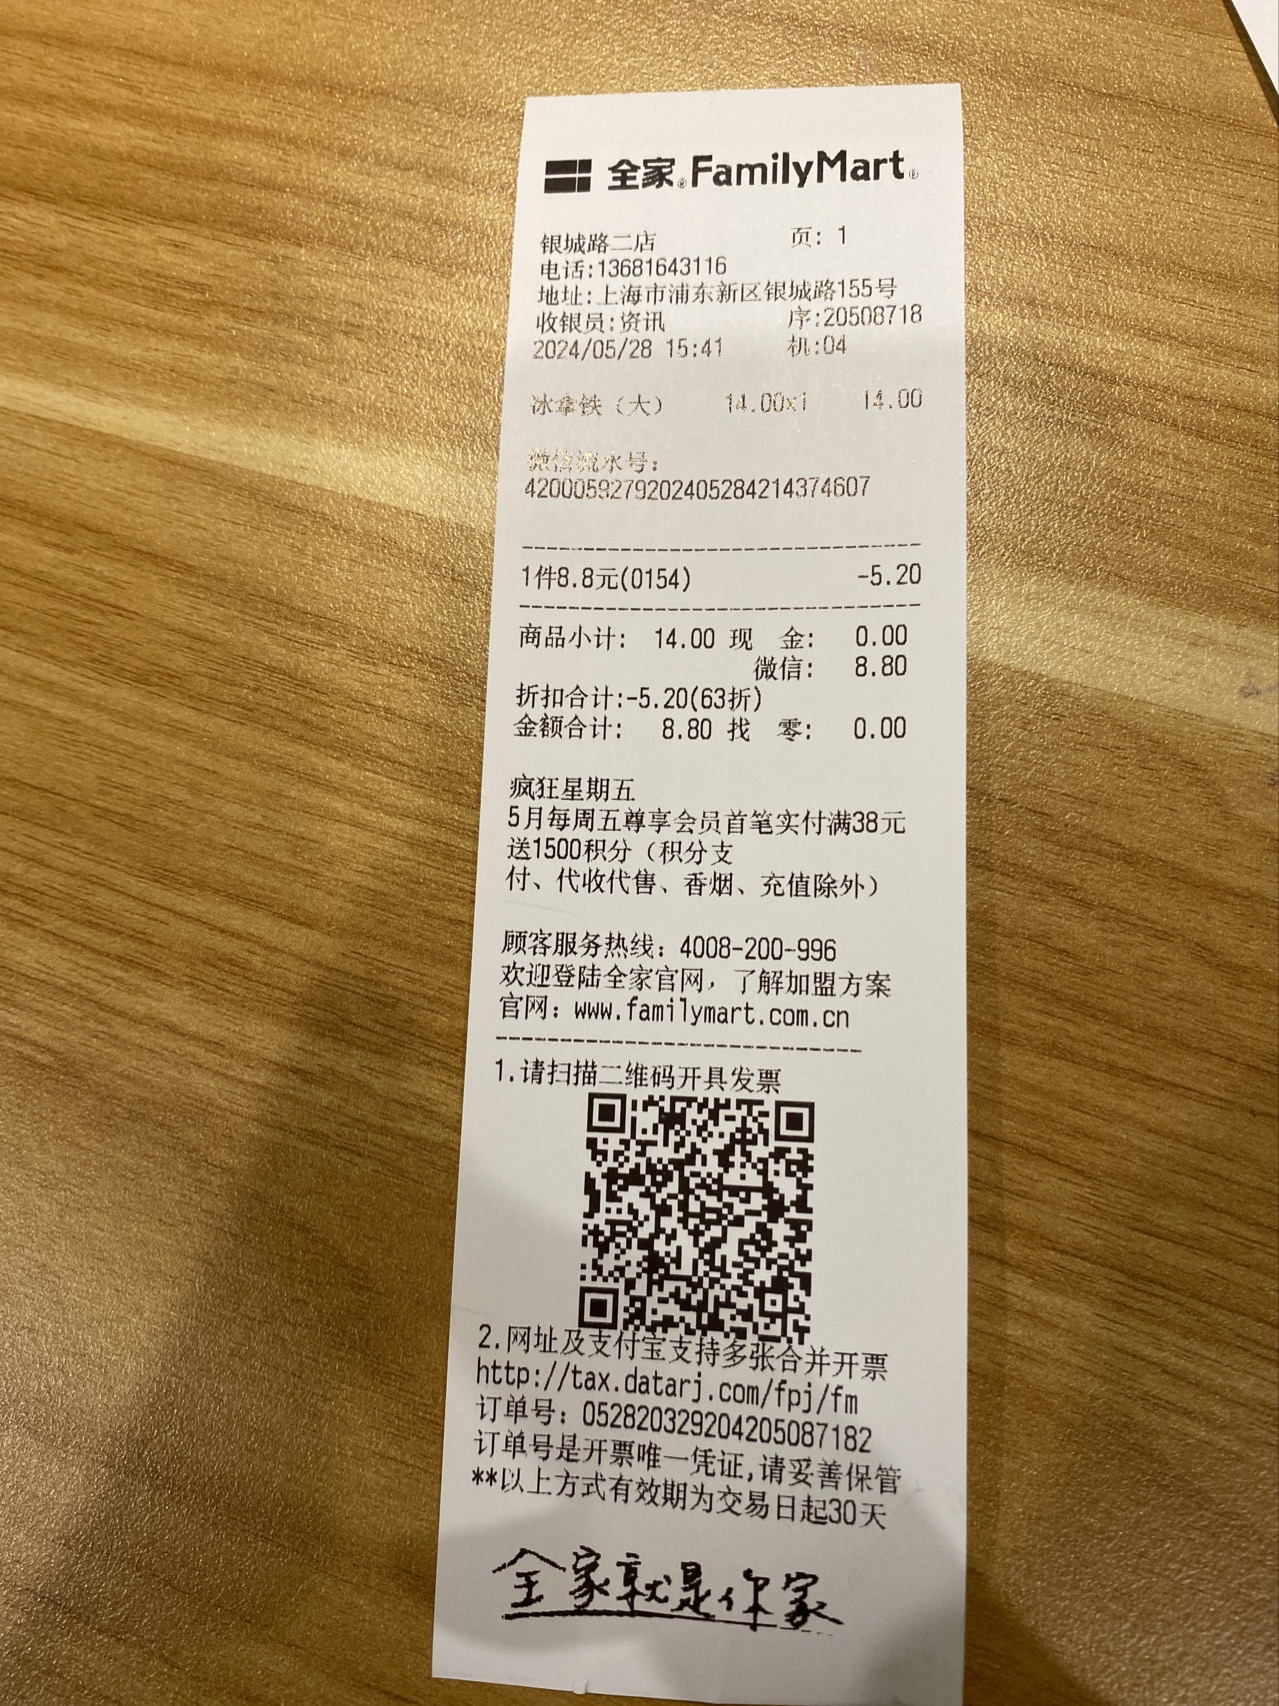 全家®FamilyMart®
银城路二店 页: 1
电话:13681643116
地址:上海市浦东新区银城路155号
收银员:资讯 序:20508718
2024/05/28 15:41 机:04
冰拿铁（大） 14.00x1 14.00
微信流水号:
4200059279202405284214374607
1件8.8元(0154) -5.20
商品小计: 14.00 现 金: 0.00
微信: 8.80
折扣合计:-5.20(63折)
金额合计: 8.80 找 零: 0.00
疯狂星期五
5月每周五尊享会员首笔实付满38元
送1500积分（积分支
付、代收代售、香烟、充值除外）
顾客服务热线: 4008-200-996
欢迎登陆全家官网，了解加盟方案
官网: www.familymart.com.cn
1.请扫描二维码开具发票
2.网址及支付宝支持多张合并开票
http://tax.datarj.com/fpj/fm
订单号: 052820329204205087182
订单号是开票唯一凭证,请妥善保管
**以上方式有效期为交易日起30天
全家就是你家